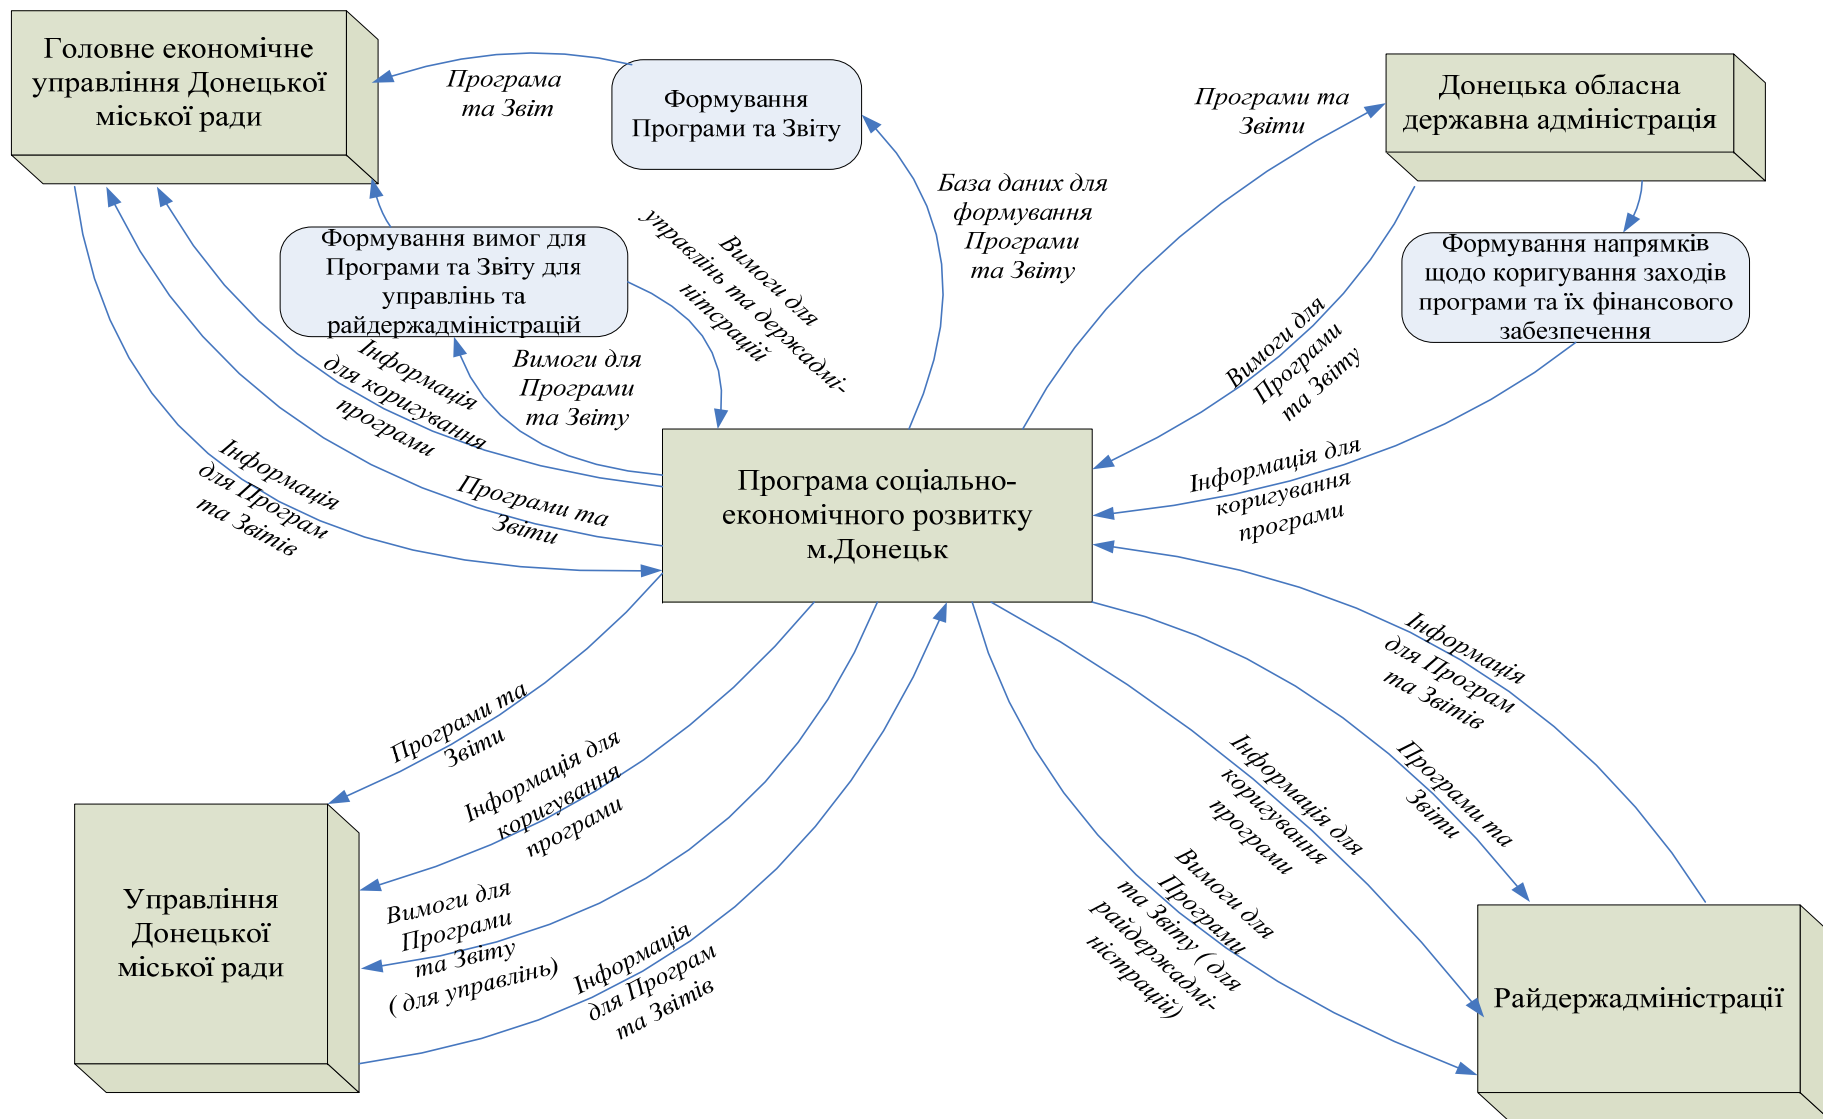 Головне економічне
управління Донецької
міської ради
Програма
та Звіт
Формування
Програми та Звіту
Програми та
Звіти
Донецька обласна
державна адміністрація
База даних для
формування
Програми
та Звіту
Формування вимог для
Програми та Звіту для
управлінь та
райдержадміністрацій
Вимоги для
управлінь та держадмі-
нітсрацій
Формування напрямків
щодо коригування заходів
програми та їх фінансового
забезпечення
Інформація
для коригування
програми
Вимоги для
Програми
та Звіту
Вимоги для
Програми
та Звіту
Інформація
для Програм
та Звітів
Програми та
Звіти
Програма соціально-
економічного розвитку
м.Донецьк
Інформація для
коригування
програми
Програми та
Звіти
Інформація для
коригування
програми
Вимоги для
Програми
та Звіту
( для управлінь)
Інформація
для Програм
та Звітів
Управління
Донецької
міської ради
Інформація
для Програм
та Звітів
Програми та
Звіти
Інформація для
коригування
програми
Вимоги для
Програми
та Звіту (для
райдержадмі-
ністрацій)
Райдержадміністрації